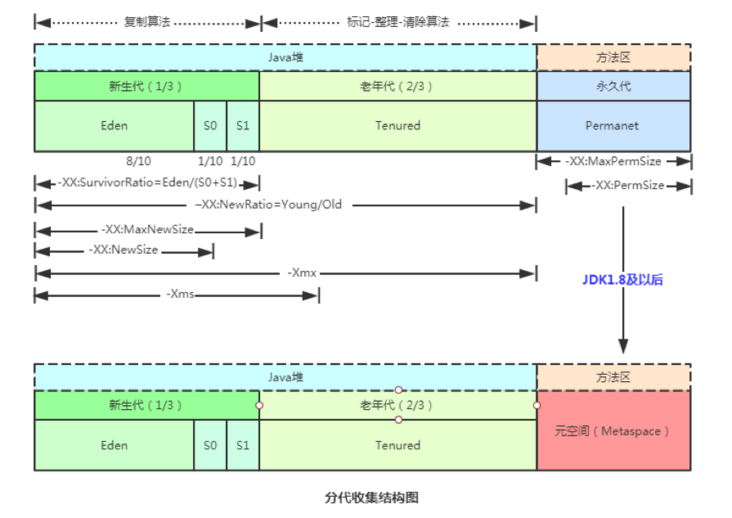 复制算法 标记-整理-清除算法
Java堆 方法区
新生代（1/3） 老年代（2/3） 永久代
Eden S0 S1 Tenured Permanet
8/10 1/10 1/10
-XX:MaxPermSize
-XX:SurvivorRatio=Eden/(S0+S1)
-XX:PermSize
–XX:NewRatio=Young/Old
-XX:MaxNewSize
-XX:NewSize
-Xmx
JDK1.8及以后
-Xms
Java堆 方法区
新生代（1/3） 老年代（2/3）
元空间（Metaspace）
Eden S0 S1 Tenured
分代收集结构图